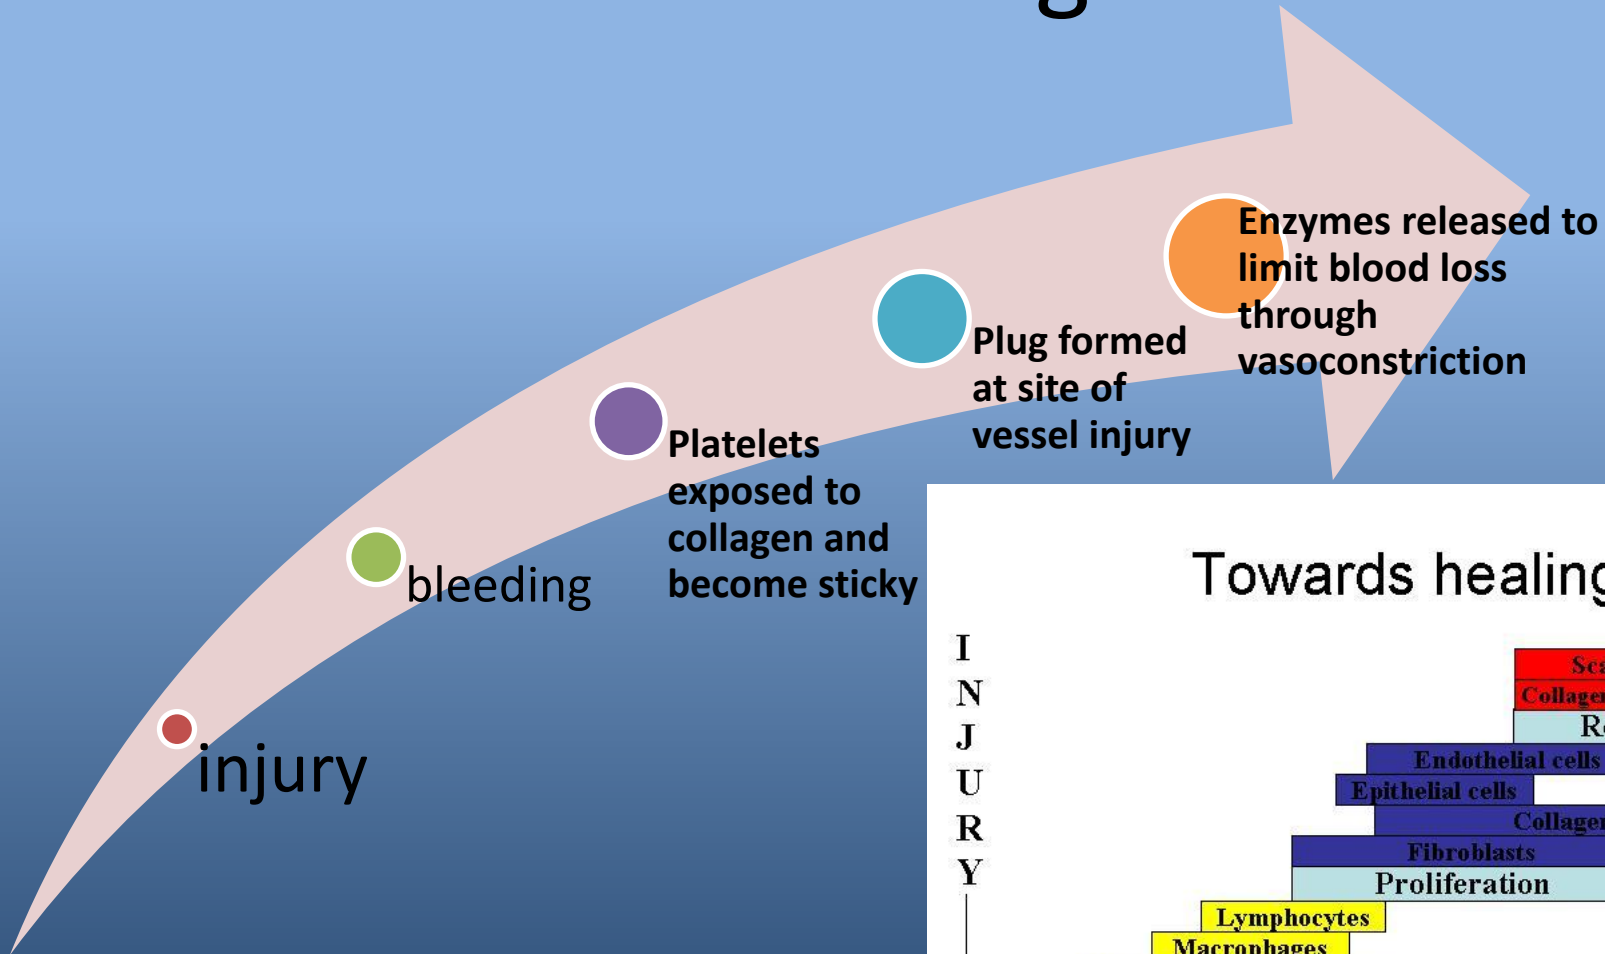 injury
bleeding
Platelets
exposed to
collagen and
become sticky
Plug formed
at site of
vessel injury
Enzymes released to
limit blood loss
through
vasoconstriction
Towards healing
I
N
J
U
R
Y
Endothelial cells
Epithelial cells
Fibroblasts
Proliferation
Lymphocytes
Macrophages